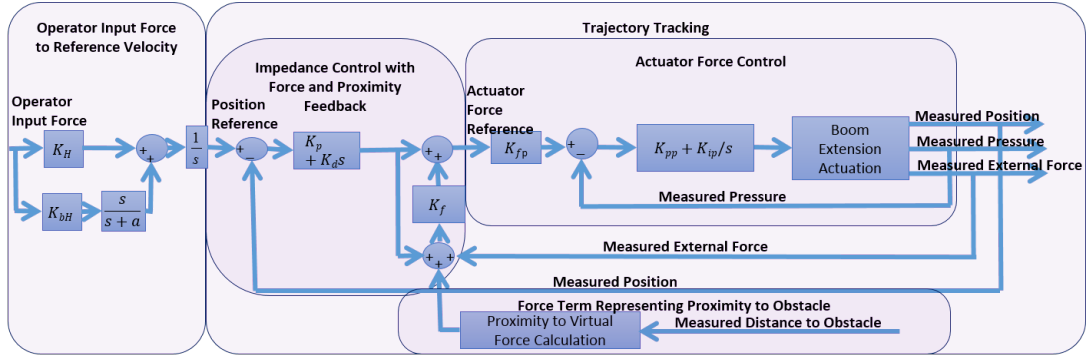 Operator Input Force
to Reference Velocity
Trajectory Tracking
Impedance Control with
Force and Proximity
Feedback
Actuator Force Control
Operator
Input Force
Position
Reference
Actuator
Force
Reference
K_H
+
+
1/s
+
−
K_p
+ K_d s
+
+
K_fp
+
−
K_pp + K_ip/s
Boom
Extension
Actuation
Measured Position
Measured Pressure
Measured External Force
K_bH
s/(s + a)
K_f
Measured Pressure
+
+
+
Measured External Force
Measured Position
Force Term Representing Proximity to Obstacle
Proximity to Virtual
Force Calculation
Measured Distance to Obstacle